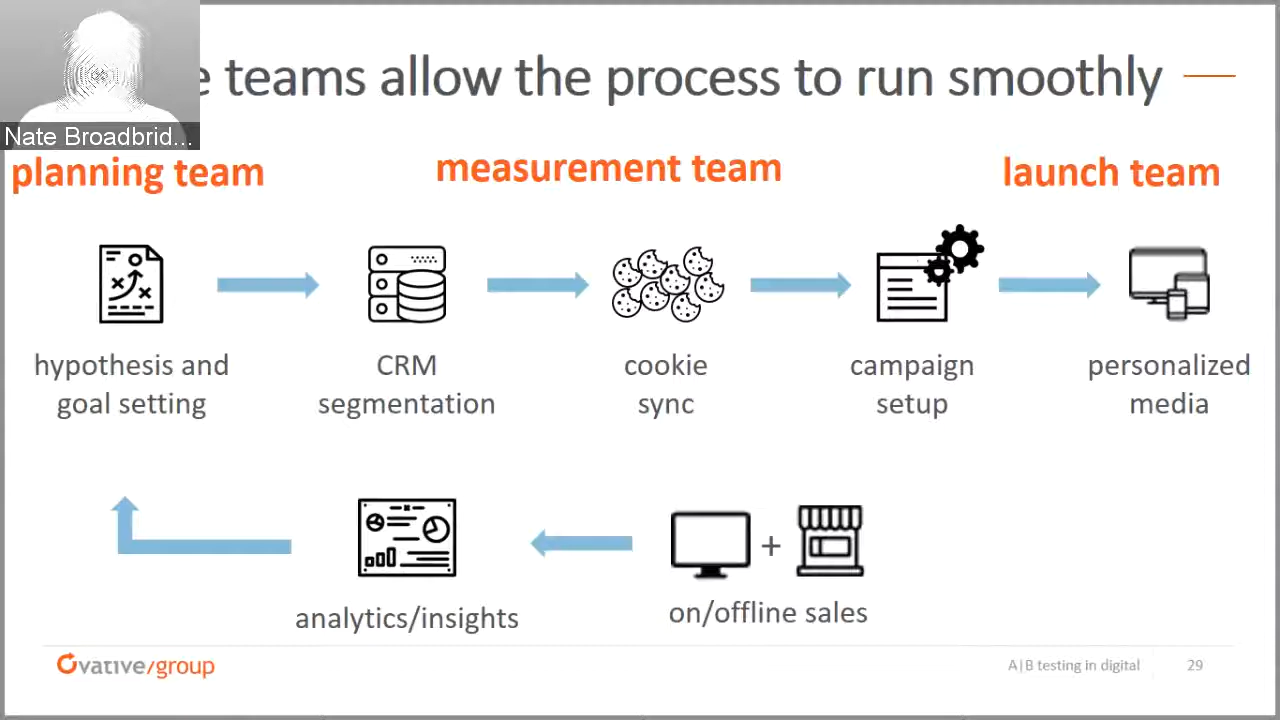 teams allow the process to run smoothly
Nate Broadbrid...
planning team
measurement team
launch team
hypothesis and
goal setting
CRM
segmentation
cookie
sync
campaign
setup
personalized
media
analytics/insights
+
on/offline sales
Ovative/group
A|B testing in digital
29